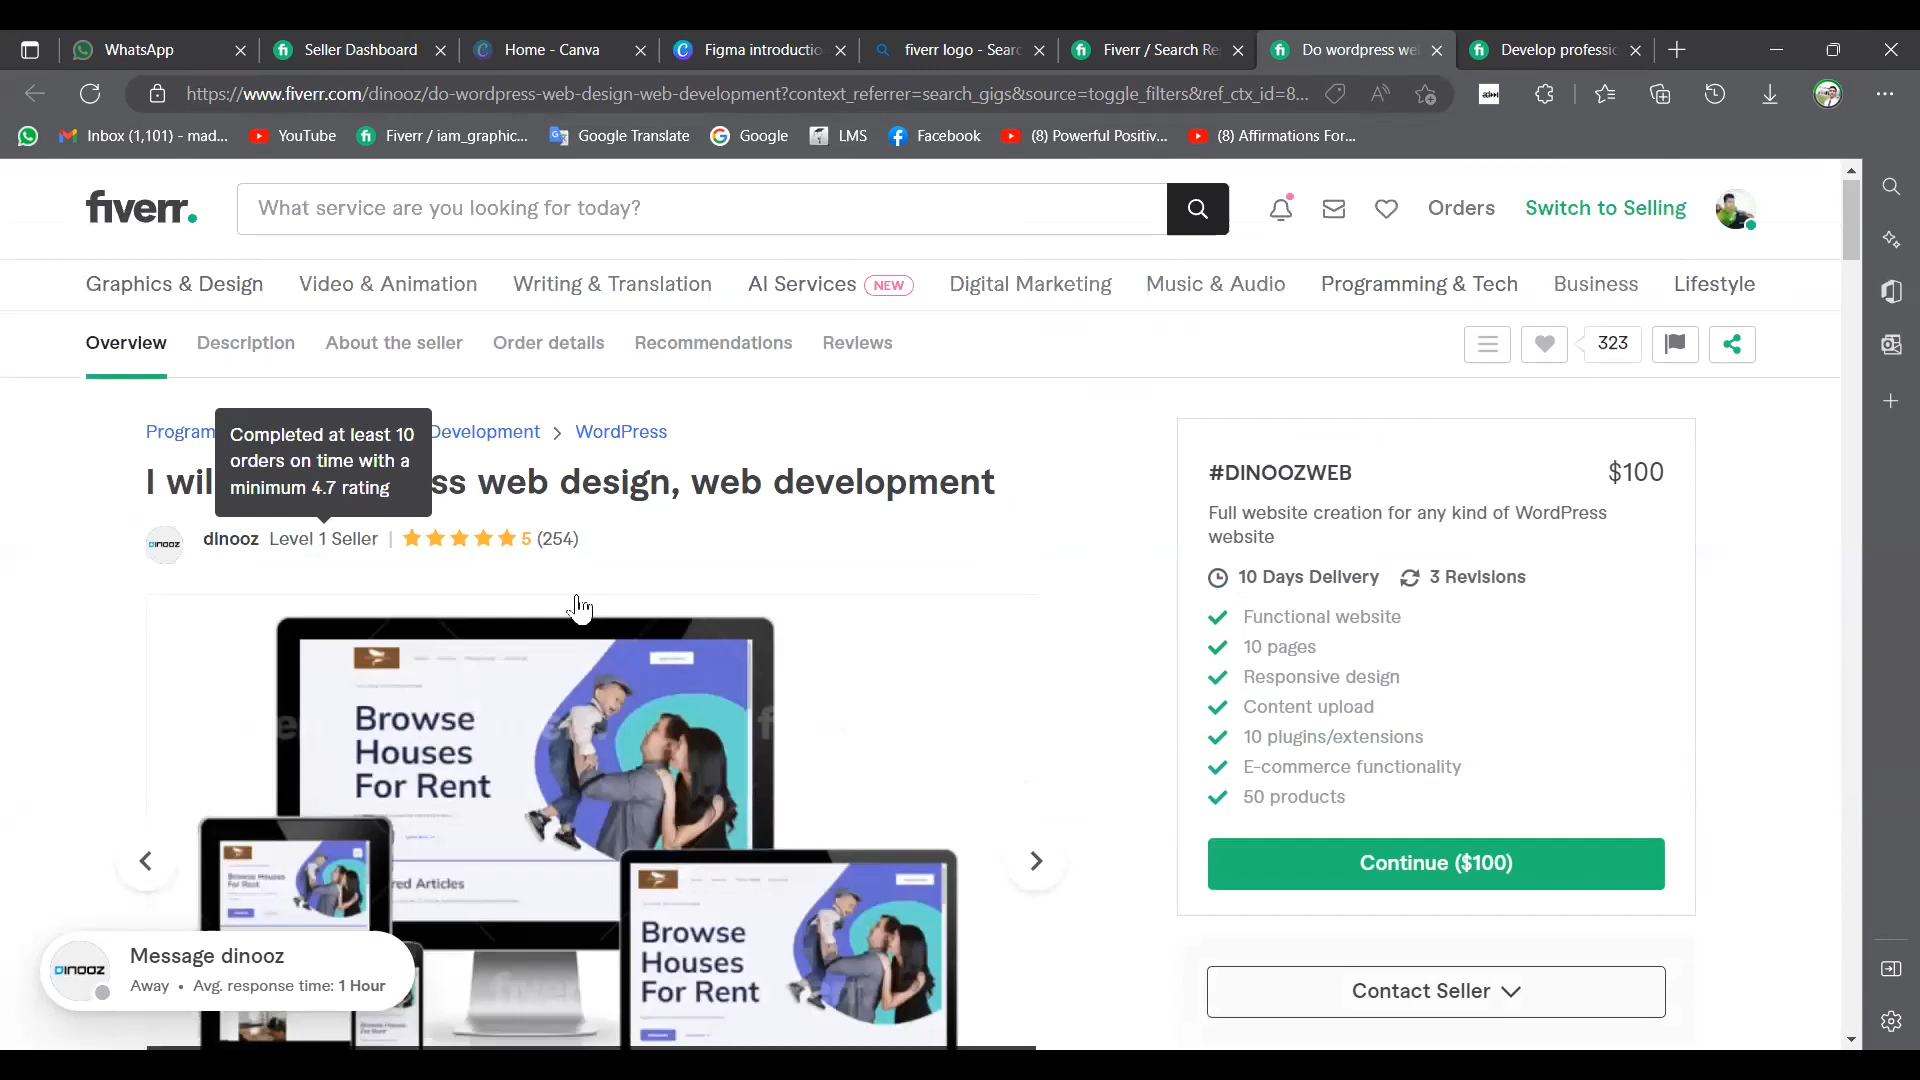 WhatsApp
Seller Dashboard
Home - Canva
Figma introductio
fiverr logo - Searc
Fiverr / Search Re
Do wordpress wel
Develop professic
https://www.fiverr.com/dinooz/do-wordpress-web-design-web-development?context_referrer=search_gigs&source=toggle_filters&ref_ctx_id=8...
Inbox (1,101) - mad...
YouTube
Fiverr / iam_graphic...
Google Translate
Google
LMS
Facebook
(8) Powerful Positiv...
(8) Affirmations For...
fiverr.
What service are you looking for today?
Orders
Switch to Selling
Graphics & Design
Video & Animation
Writing & Translation
AI Services NEW
Digital Marketing
Music & Audio
Programming & Tech
Business
Lifestyle
Overview
Description
About the seller
Order details
Recommendations
Reviews
323
Program
Development > WordPress
Completed at least 10
orders on time with a
minimum 4.7 rating
I wil
ss web design, web development
DINOOZ
dinooz Level 1 Seller | 5 (254)
Browse
Houses
For Rent
red Articles
Browse Houses
For Rent
Browse
Houses
For Rent
Message dinooz
DINOOZ
Away • Avg. response time: 1 Hour
#DINOOZWEB $100
Full website creation for any kind of WordPress
website
10 Days Delivery 3 Revisions
Functional website
10 pages
Responsive design
Content upload
10 plugins/extensions
E-commerce functionality
50 products
Continue ($100)
Contact Seller